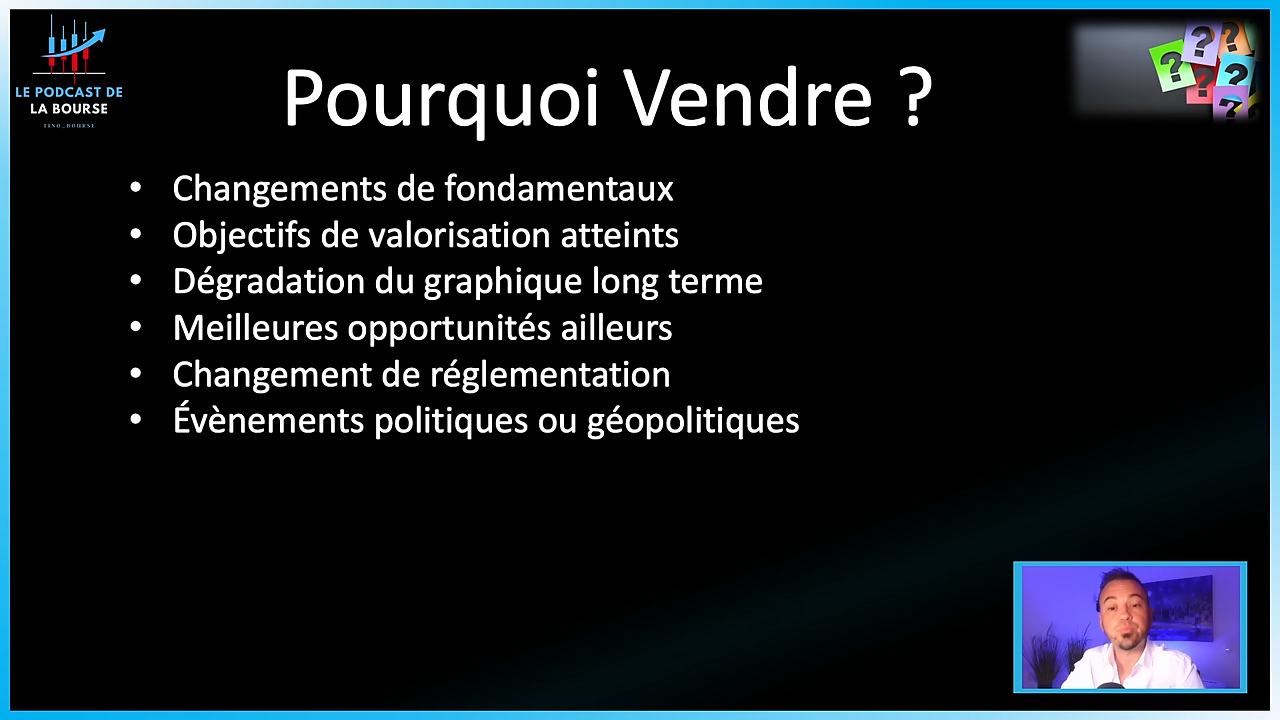 LE PODCAST DE
LA BOURSE
TINO_BOURSE
Pourquoi Vendre ?
• Changements de fondamentaux
• Objectifs de valorisation atteints
• Dégradation du graphique long terme
• Meilleures opportunités ailleurs
• Changement de réglementation
• Évènements politiques ou géopolitiques
? ? ? ? ? ?